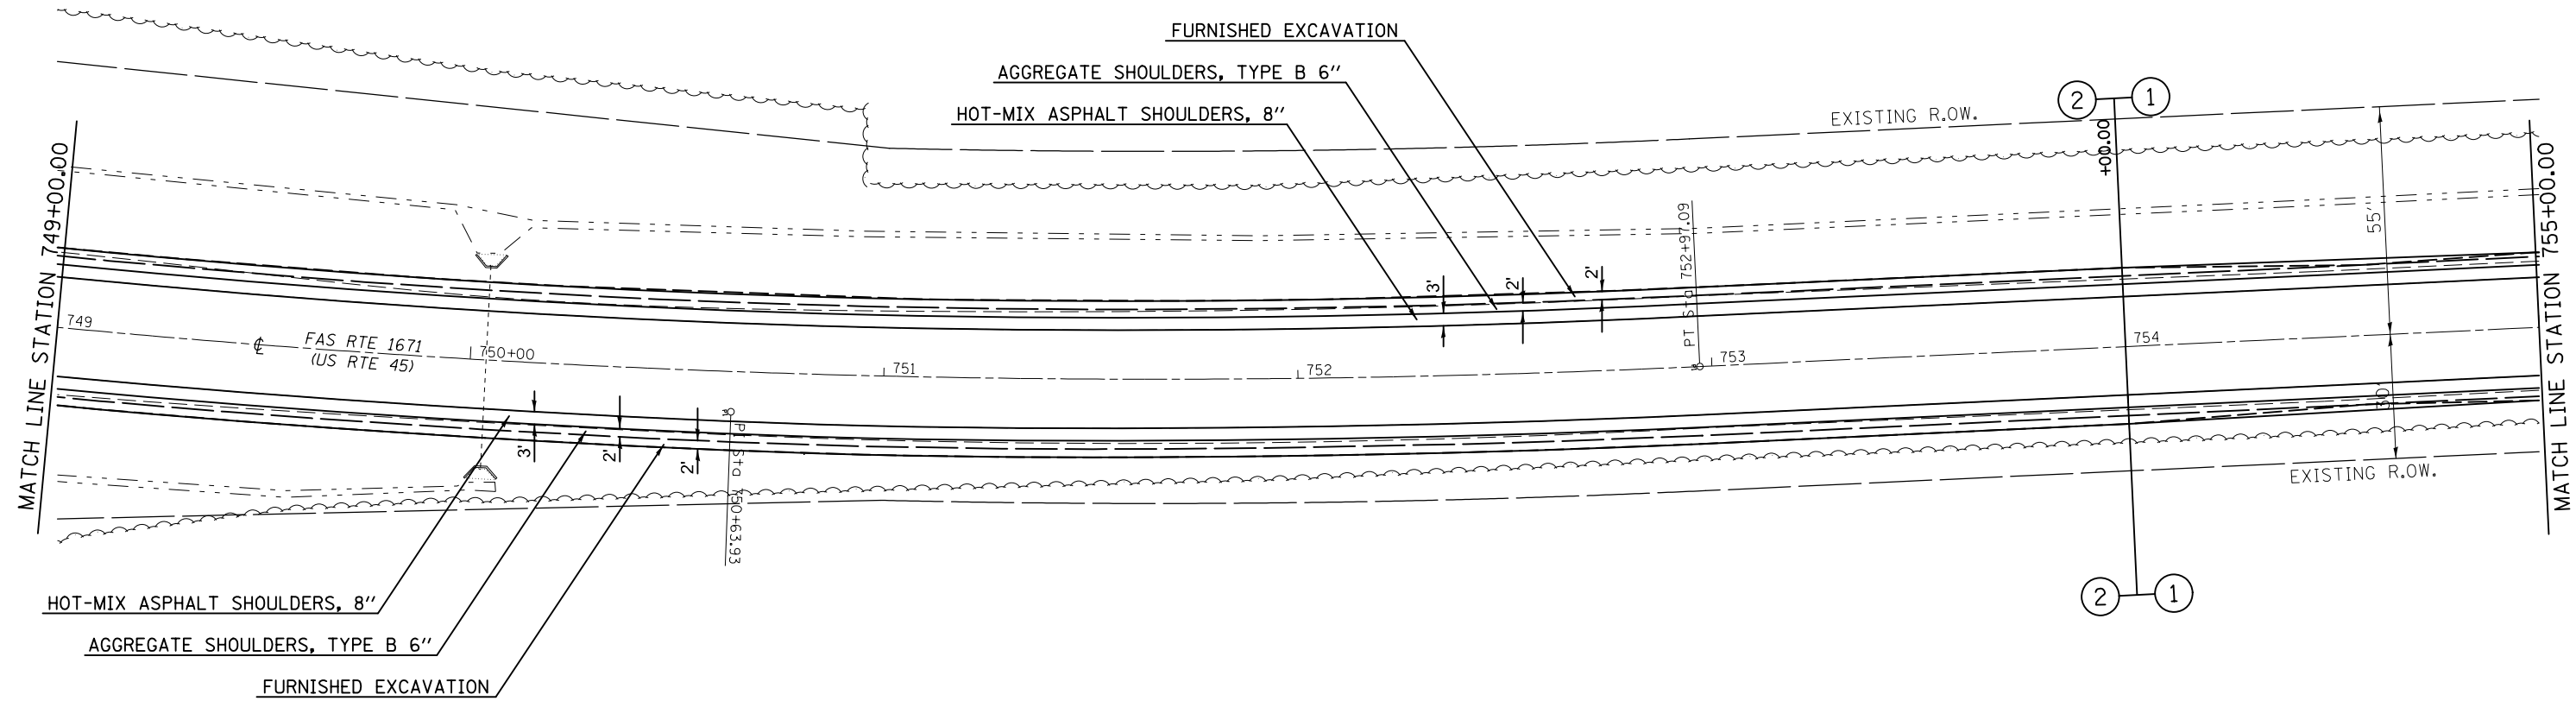 FURNISHED EXCAVATION
AGGREGATE SHOULDERS, TYPE B 6"
HOT-MIX ASPHALT SHOULDERS, 8"
EXISTING R.O.W.
2
1
+00.00
MATCH LINE STATION 749+00.00
MATCH LINE STATION 755+00.00
55'
30'
PT Sta 752+97.09
3'
2'
2'
749
℄
FAS RTE 1671
(US RTE 45)
750+00
751
752
753
754
3'
2'
2'
PI Sta 750+63.93
EXISTING R.O.W.
2
1
HOT-MIX ASPHALT SHOULDERS, 8"
AGGREGATE SHOULDERS, TYPE B 6"
FURNISHED EXCAVATION